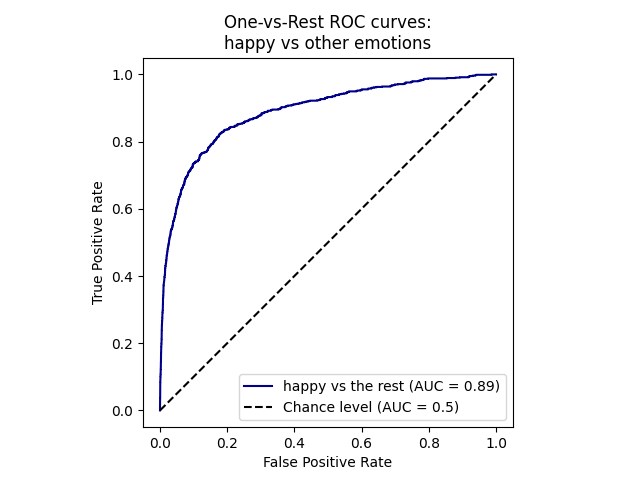 One-vs-Rest ROC curves:
happy vs other emotions
True Positive Rate
1.0
0.8
0.6
0.4
0.2
0.0
happy vs the rest (AUC = 0.89)
Chance level (AUC = 0.5)
0.0 0.2 0.4 0.6 0.8 1.0
False Positive Rate